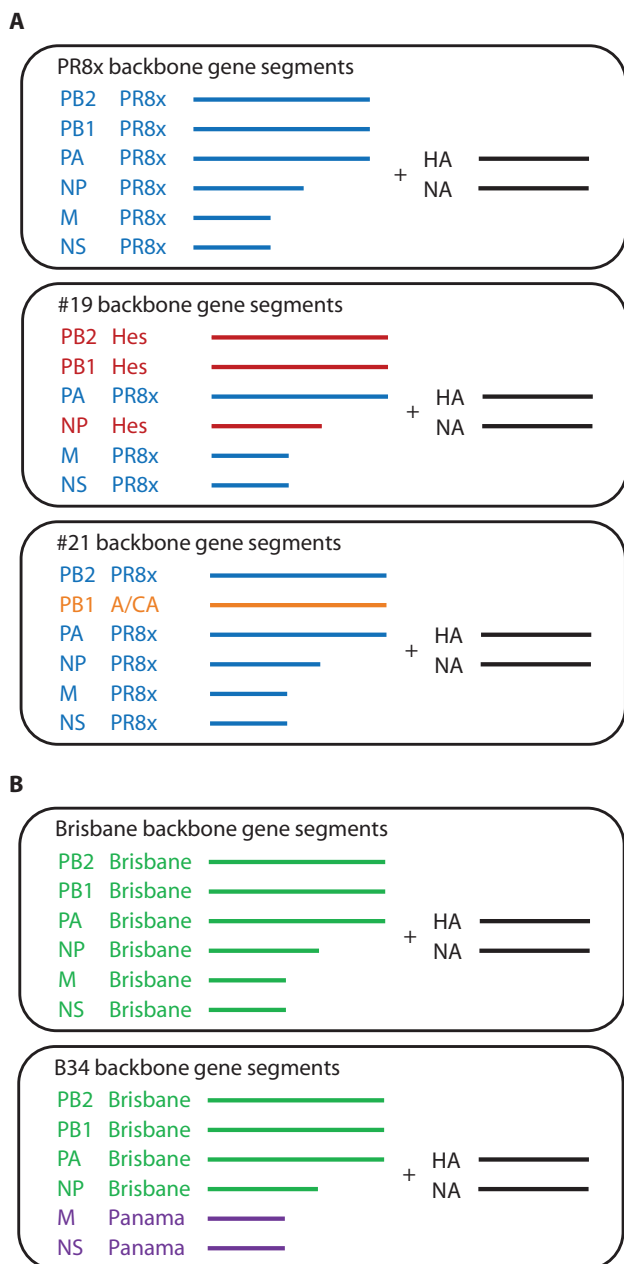 A
PR8x backbone gene segments
PB2 PR8x
PB1 PR8x
PA PR8x
NP PR8x
M PR8x
NS PR8x
+
HA
NA
#19 backbone gene segments
PB2 Hes
PB1 Hes
PA PR8x
NP Hes
M PR8x
NS PR8x
+
HA
NA
#21 backbone gene segments
PB2 PR8x
PB1 A/CA
PA PR8x
NP PR8x
M PR8x
NS PR8x
+
HA
NA
B
Brisbane backbone gene segments
PB2 Brisbane
PB1 Brisbane
PA Brisbane
NP Brisbane
M Brisbane
NS Brisbane
+
HA
NA
B34 backbone gene segments
PB2 Brisbane
PB1 Brisbane
PA Brisbane
NP Brisbane
M Panama
NS Panama
+
HA
NA